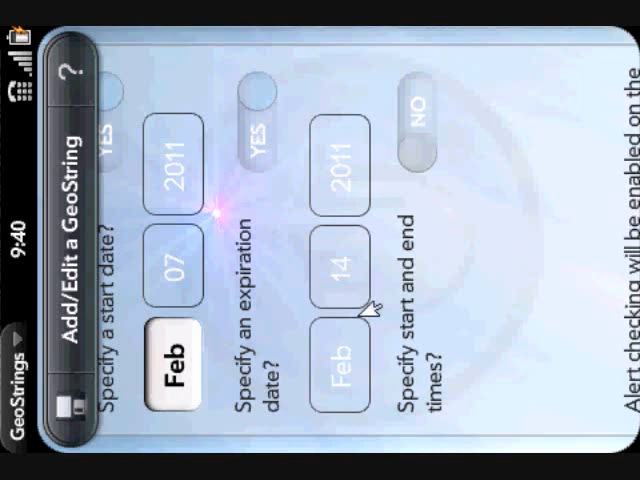 GeoStrings 9:40
Add/Edit a GeoString ?
Specify a start date? YES
Feb 07 2011
Specify an expiration
date? YES
Feb 14 2011
Specify start and end
times? NO
Alert checking will be enabled on the